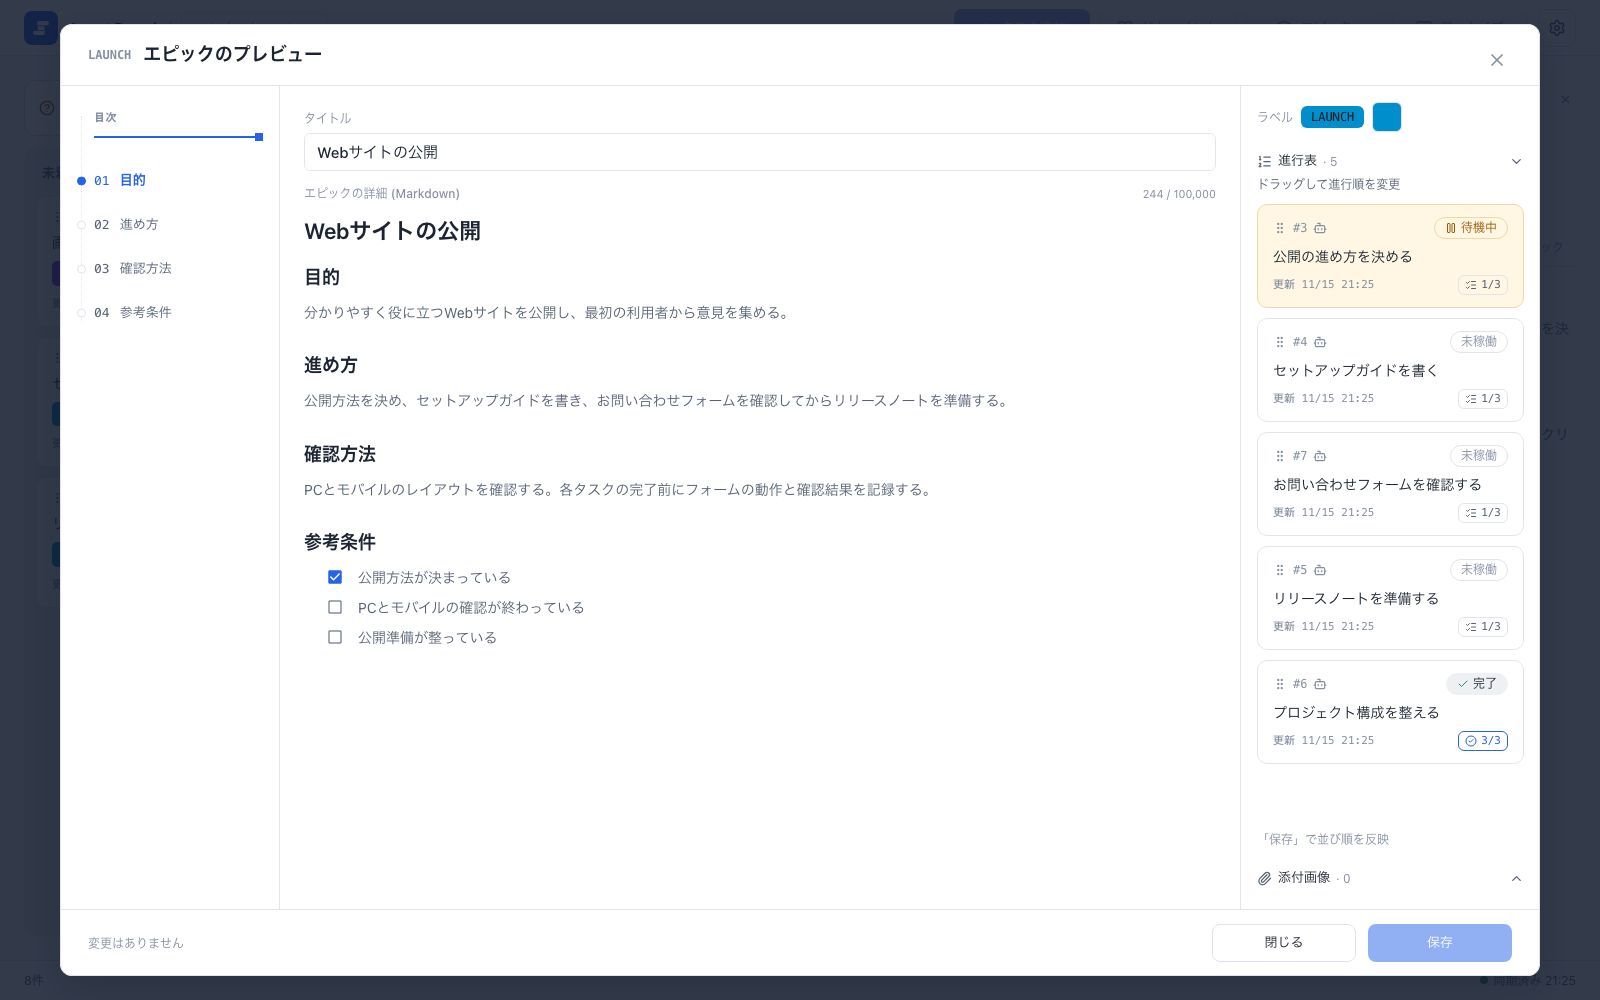 LAUNCH エピックのプレビュー
目次
01 目的
02 進め方
03 確認方法
04 参考条件
タイトル
Webサイトの公開
エピックの詳細 (Markdown) 244 / 100,000
Webサイトの公開
目的
分かりやすく役に立つWebサイトを公開し、最初の利用者から意見を集める。
進め方
公開方法を決め、セットアップガイドを書き、お問い合わせフォームを確認してからリリースノートを準備する。
確認方法
PCとモバイルのレイアウトを確認する。各タスクの完了前にフォームの動作と確認結果を記録する。
参考条件
公開方法が決まっている
PCとモバイルの確認が終わっている
公開準備が整っている
ラベル LAUNCH
進行表 · 5
ドラッグして進行順を変更
#3 待機中
公開の進め方を決める
更新 11/15 21:25 1/3
#4 未稼働
セットアップガイドを書く
更新 11/15 21:25 1/3
#7 未稼働
お問い合わせフォームを確認する
更新 11/15 21:25 1/3
#5 未稼働
リリースノートを準備する
更新 11/15 21:25 1/3
#6 完了
プロジェクト構成を整える
更新 11/15 21:25 3/3
「保存」で並び順を反映
添付画像 · 0
変更はありません
閉じる
保存
8件
21:25